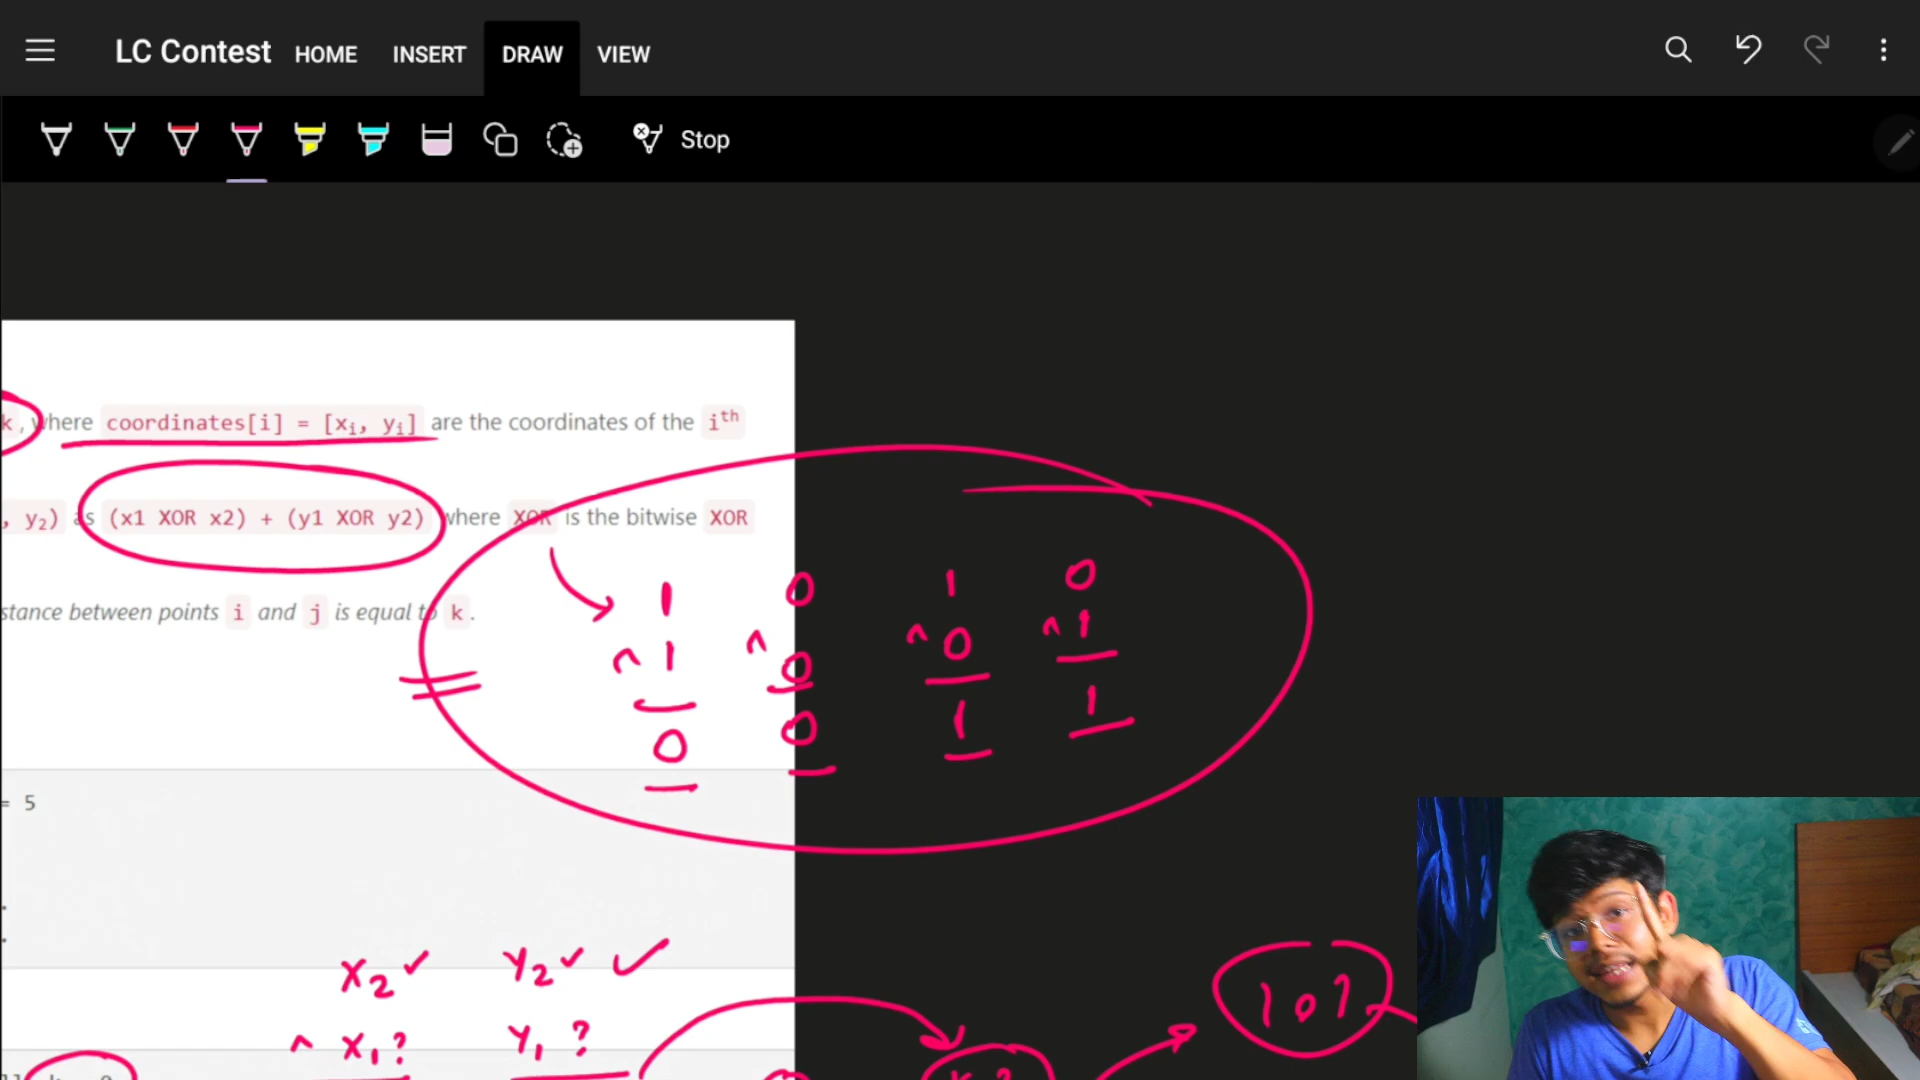 LC Contest HOME INSERT DRAW VIEW
Stop
k, where coordinates[i] = [xi, yi] are the coordinates of the ith
, y2) as (x1 XOR x2) + (y1 XOR y2) where XOR is the bitwise XOR
stance between points i and j is equal to k.
1 0 1 0
^ 1 ^ 0 ^ 0 ^ 1
0 0 1 1
= 5
x2 ✓ y2 ✓ ✓
^ x1? y1?
101